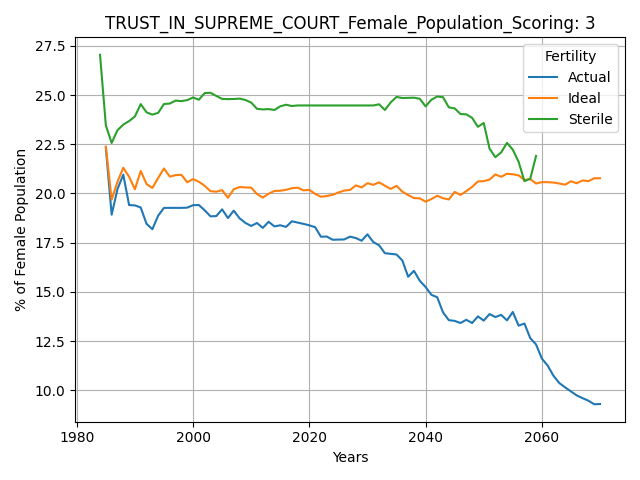 TRUST_IN_SUPREME_COURT_Female_Population_Scoring: 3
27.5
25.0
22.5
20.0
17.5
15.0
12.5
10.0
% of Female Population
Fertility
Actual
Ideal
Sterile
1980
2000
2020
2040
2060
Years